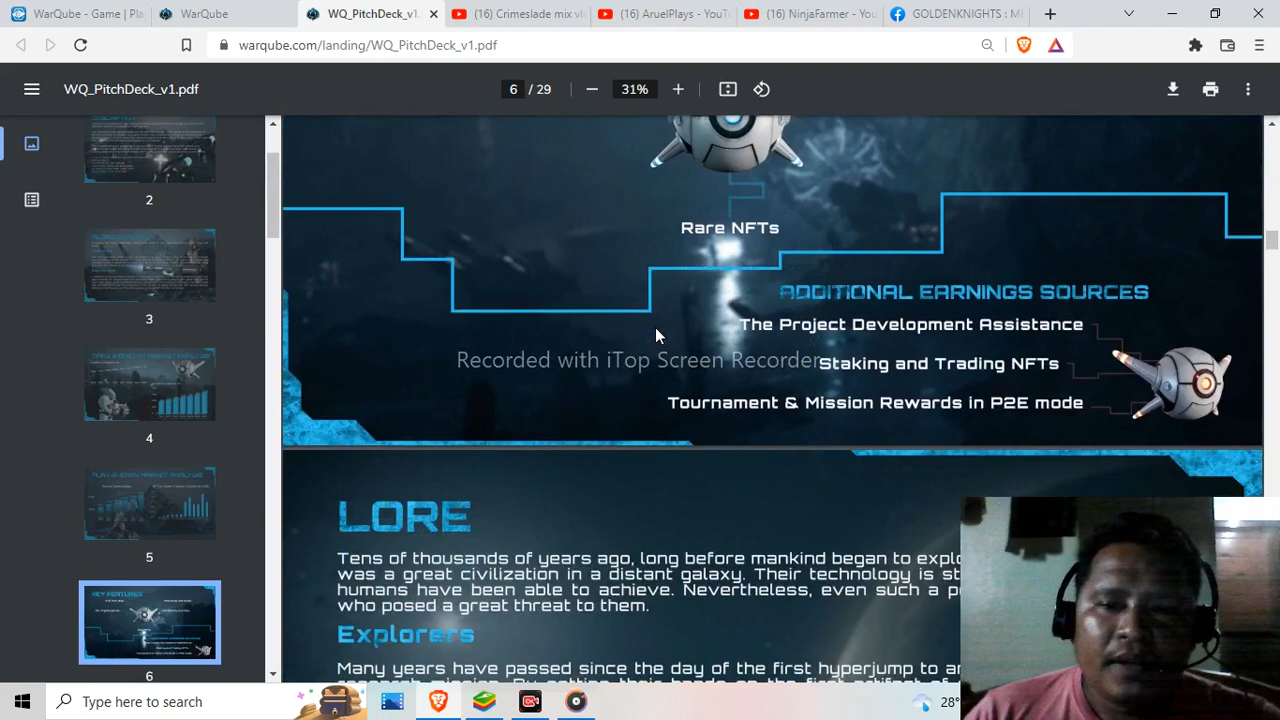 WarQube - Game | Pla
WarQube
WQ_PitchDeck_v1.
(16) Crimeslade mix vl
(16) AruelPlays - YouTu
(16) NinjaFarmer - You
GOLDENKNIGHTS : ME
warqube.com/landing/WQ_PitchDeck_v1.pdf
WQ_PitchDeck_v1.pdf
6 / 29
31%
2
3
4
5
KEY FEATURES
6
Rare NFTs
ADDITIONAL EARNINGS SOURCES
The Project Development Assistance
Recorded with iTop Screen Recorder
Staking and Trading NFTs
Tournament & Mission Rewards in P2E mode
LORE
Tens of thousands of years ago, long before mankind began to explo
was a great civilization in a distant galaxy. Their technology is st
humans have been able to achieve. Nevertheless, even such a p
who posed a great threat to them.
Explorers
Many years have passed since the day of the first hyperjump to an
Type here to search
28°